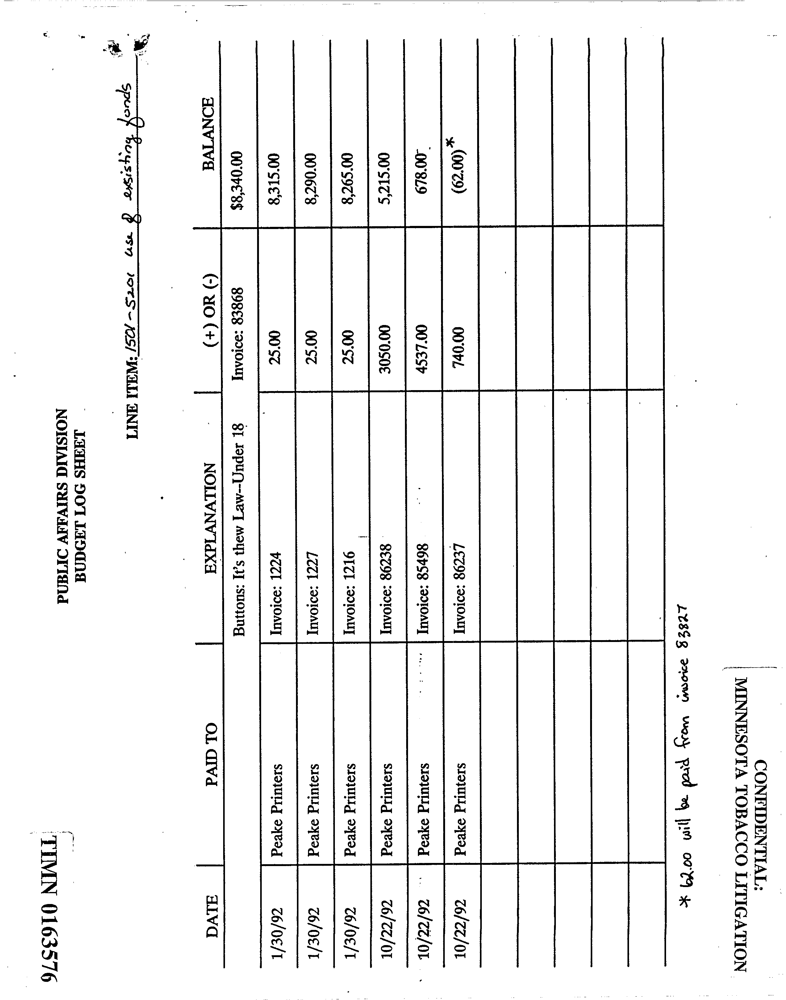 PUBLIC AFFAIRS DIVISION
BUDGET LOG SHEET
LINE ITEM: 1501-5201 use of exsisting funds
DATE PAID TO EXPLANATION (+) OR (-) BALANCE
Buttons: It's thew Law--Under 18 Invoice: 83868 $8,340.00
1/30/92 Peake Printers Invoice: 1224 25.00 8,315.00
1/30/92 Peake Printers Invoice: 1227 25.00 8,290.00
1/30/92 Peake Printers Invoice: 1216 25.00 8,265.00
10/22/92 Peake Printers Invoice: 86238 3050.00 5,215.00
10/22/92 Peake Printers Invoice: 85498 4537.00 678.00
10/22/92 Peake Printers Invoice: 86237 740.00 (62.00)*
* 62.00 will be paid from invoice 83827
CONFIDENTIAL:
MINNESOTA TOBACCO LITIGATION
TIMN 0163576